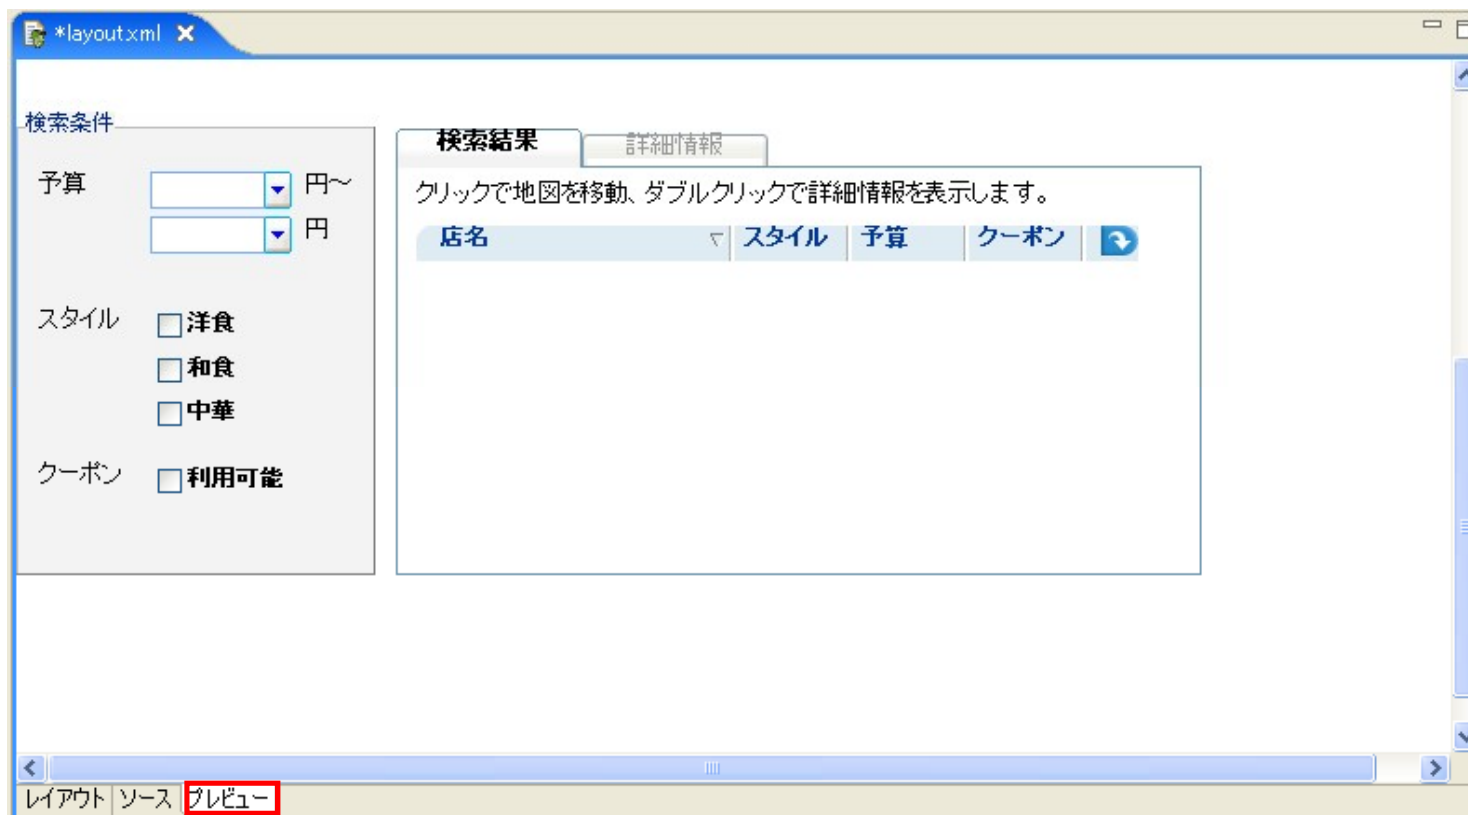 *layout.xml
検索条件
予算
円～
円
スタイル
洋食
和食
中華
クーポン
利用可能
検索結果 詳細情報
クリックで地図を移動、ダブルクリックで詳細情報を表示します。
店名 スタイル 予算 クーポン
レイアウト ソース プレビュー